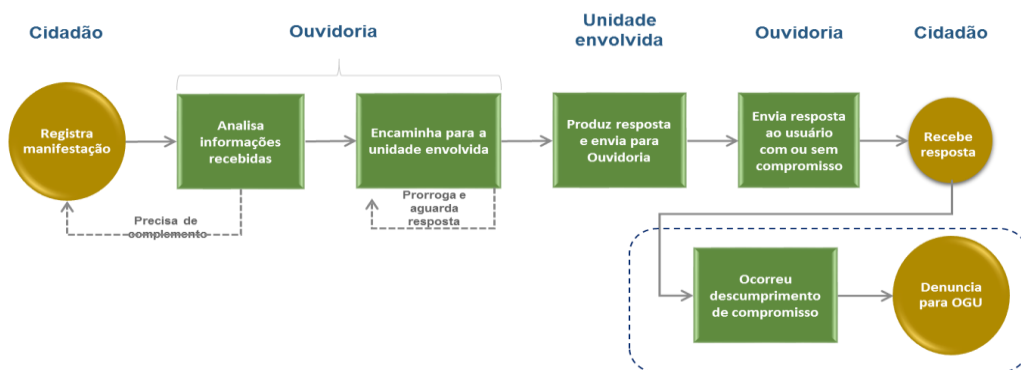 Cidadão
Ouvidoria
Unidade
envolvida
Ouvidoria
Cidadão
Registra
manifestação
Analisa
informações
recebidas
Encaminha para a
unidade envolvida
Produz resposta
e envia para
Ouvidoria
Envia resposta
ao usuário
com ou sem
compromisso
Recebe
resposta
Precisa de
complemento
Prorroga e
aguarda
resposta
Ocorreu
descumprimento
de compromisso
Denuncia
para OGU